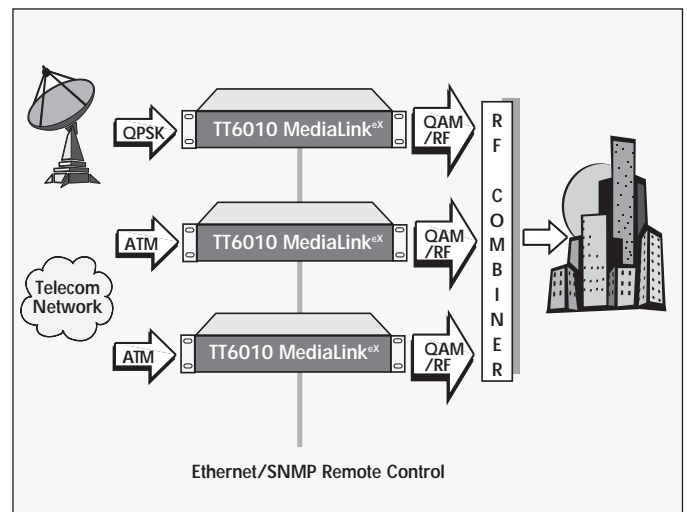 QPSK
TT6010 MediaLink^eX
QAM
/RF
ATM
TT6010 MediaLink^eX
QAM
/RF
Telecom
Network
ATM
TT6010 MediaLink^eX
QAM
/RF
R
F
C
O
M
B
I
N
E
R
Ethernet/SNMP Remote Control